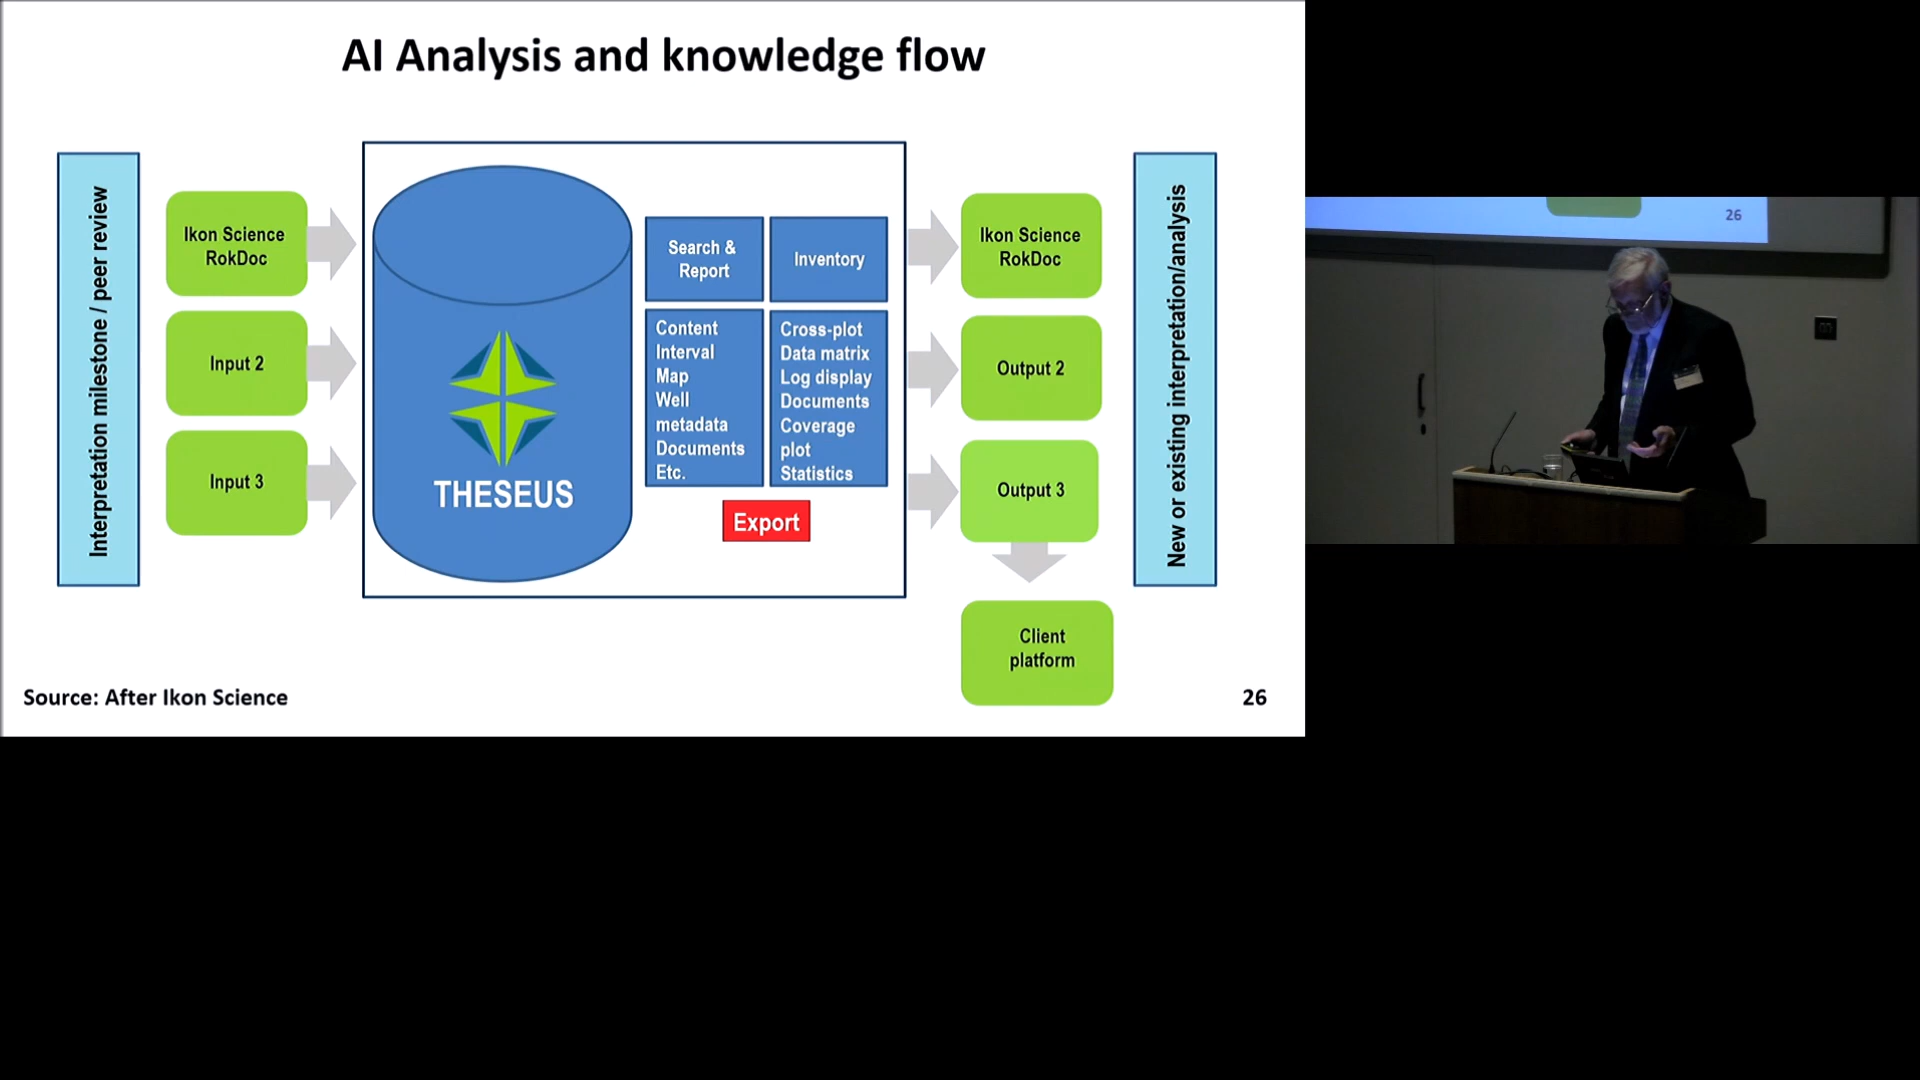 AI Analysis and knowledge flow
Interpretation milestone / peer review
Ikon Science
RokDoc
Input 2
Input 3
THESEUS
Search &
Report
Inventory
Content
Interval
Map
Well
metadata
Documents
Etc.
Cross-plot
Data matrix
Log display
Documents
Coverage
plot
Statistics
Export
Ikon Science
RokDoc
Output 2
Output 3
Client
platform
New or existing interpretation/analysis
Source: After Ikon Science
26
26